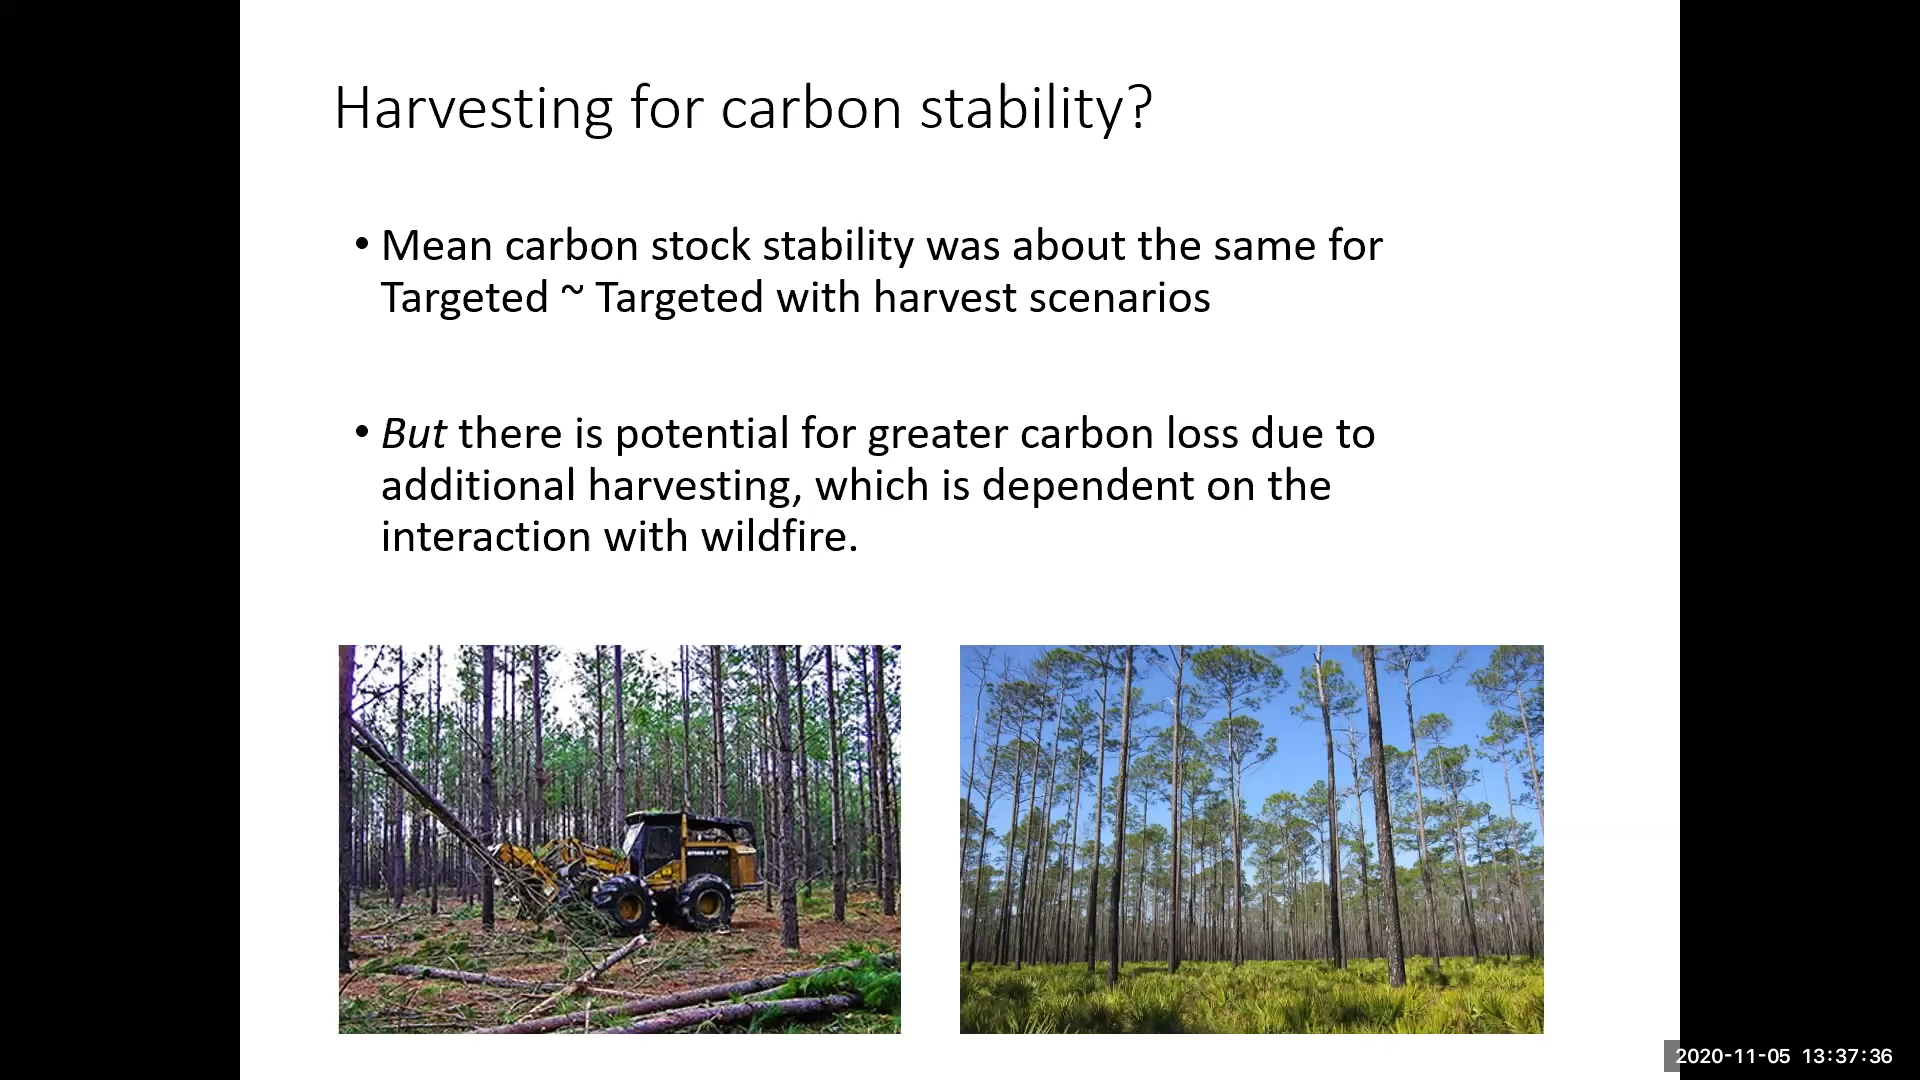 Harvesting for carbon stability?
• Mean carbon stock stability was about the same for
Targeted ~ Targeted with harvest scenarios
• But there is potential for greater carbon loss due to
additional harvesting, which is dependent on the
interaction with wildfire.
2020-11-05 13:37:36